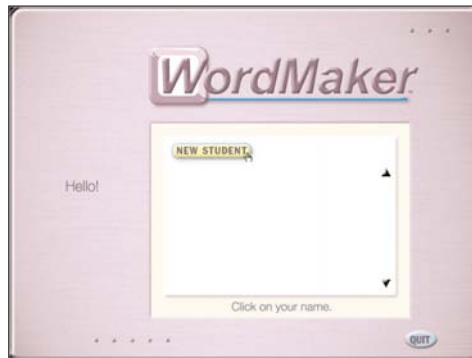 WordMaker
NEW STUDENT
Hello!
Click on your name.
QUIT